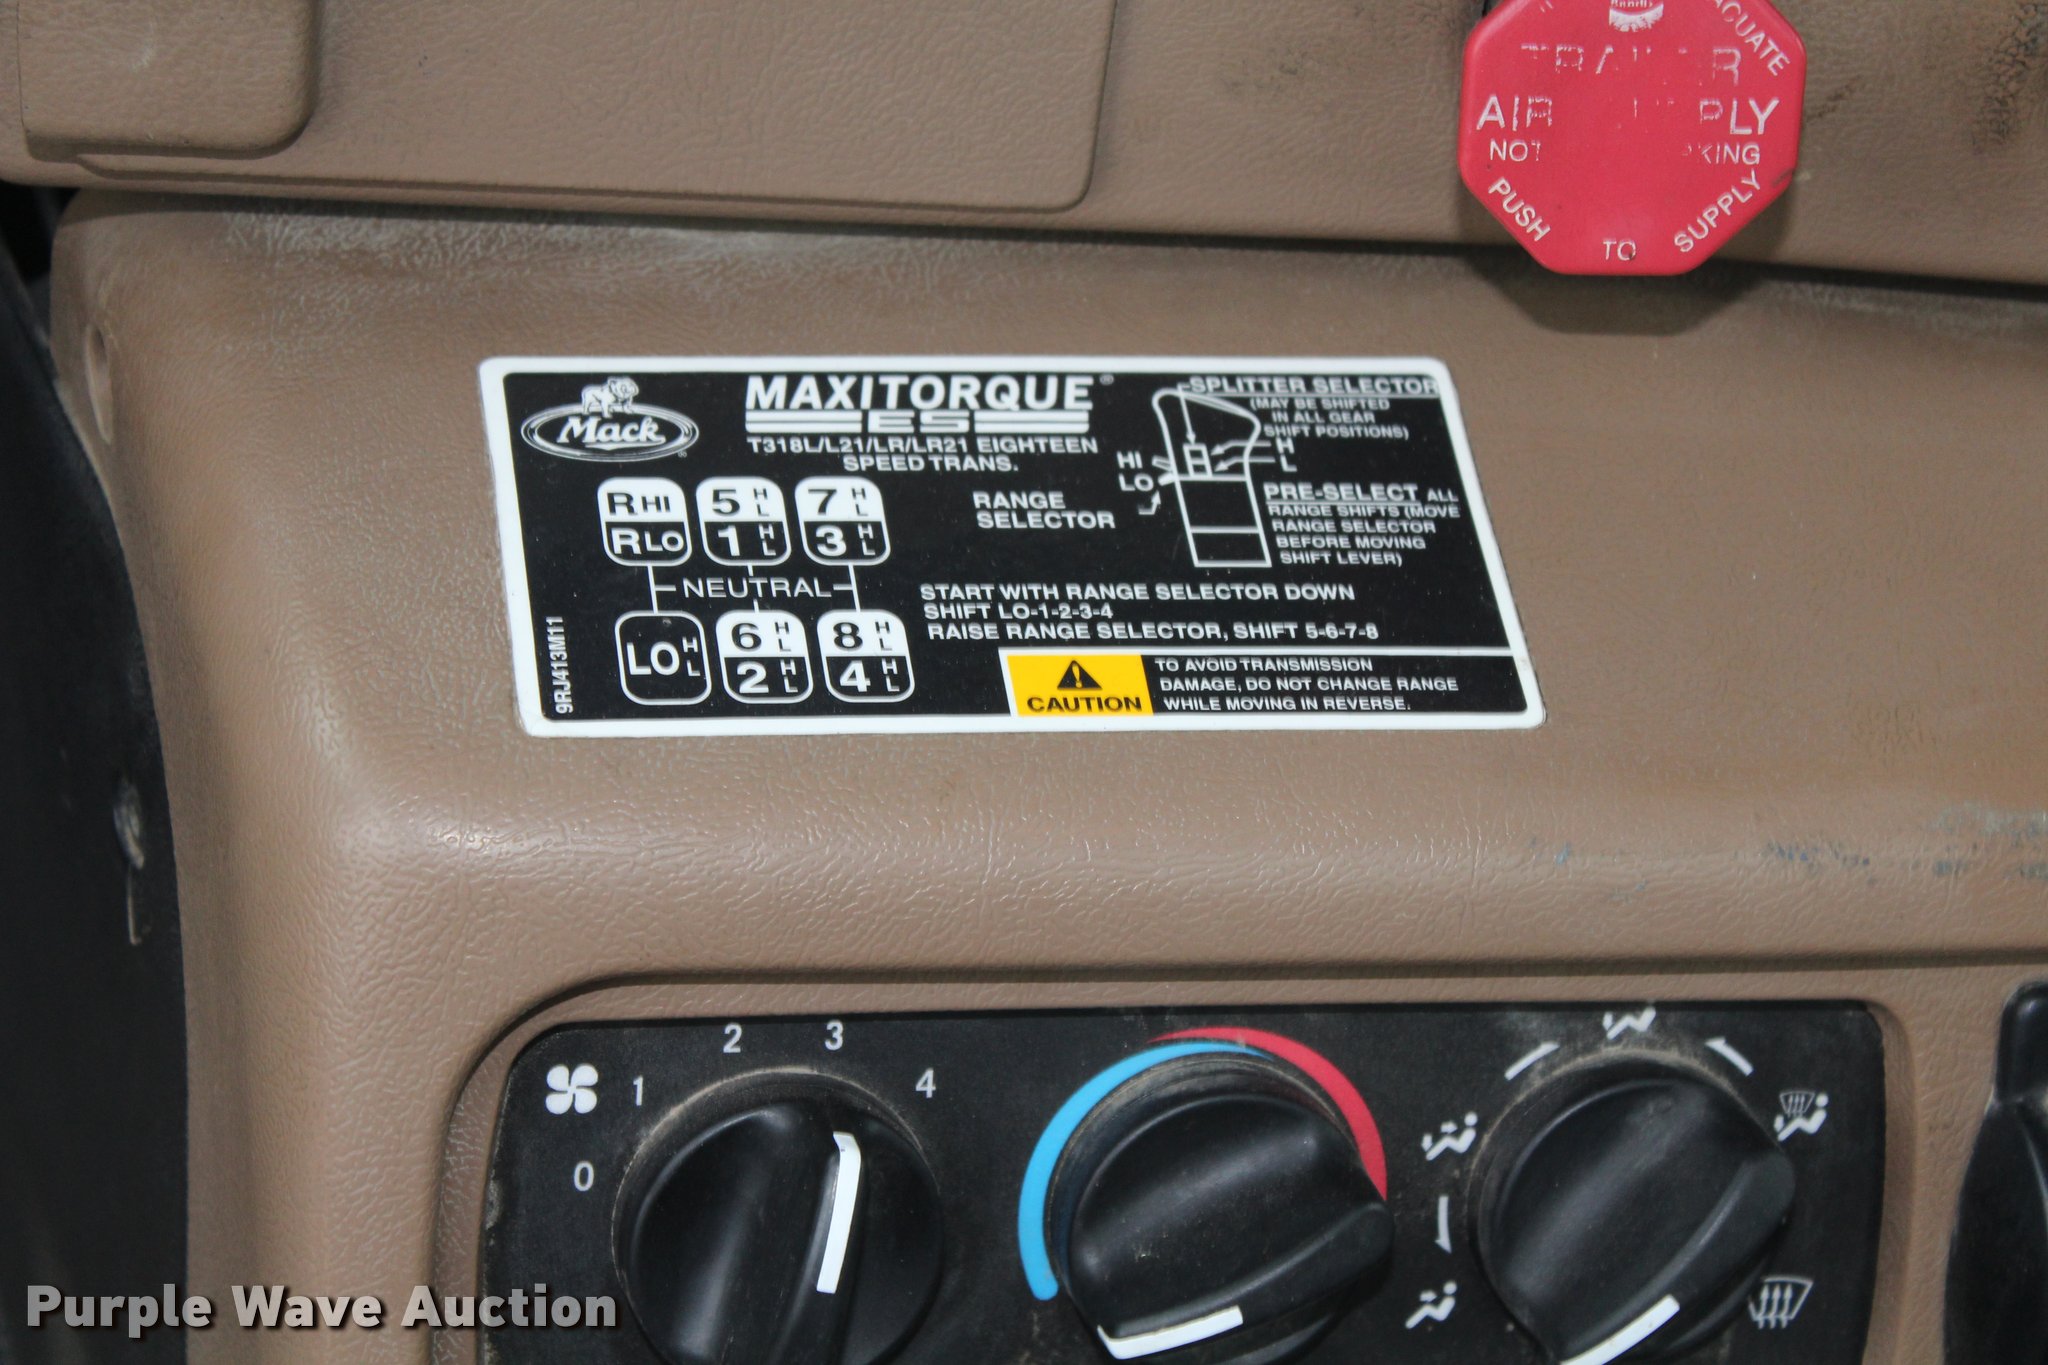 EVACUATE
AIR
PLY
NOT
PUSH TO SUPPLY
Mack
MAXITORQUE®
ES
T318L/L21/LR/LR21 EIGHTEEN
SPEED TRANS.
SPLITTER SELECTOR
(MAY BE SHIFTED
IN ALL GEAR
SHIFT POSITIONS)
H
L
HI
LO
RANGE
SELECTOR
PRE-SELECT ALL
RANGE SHIFTS (MOVE
RANGE SELECTOR
BEFORE MOVING
SHIFT LEVER)
R HI 5 H L 7 H L
R LO 1 H L 3 H L
NEUTRAL
LO H L 6 H L 8 H L
2 H L 4 H L
START WITH RANGE SELECTOR DOWN
SHIFT LO-1-2-3-4
RAISE RANGE SELECTOR, SHIFT 5-6-7-8
CAUTION
TO AVOID TRANSMISSION
DAMAGE, DO NOT CHANGE RANGE
WHILE MOVING IN REVERSE.
9RJ413M11
0 1 2 3 4
Purple Wave Auction